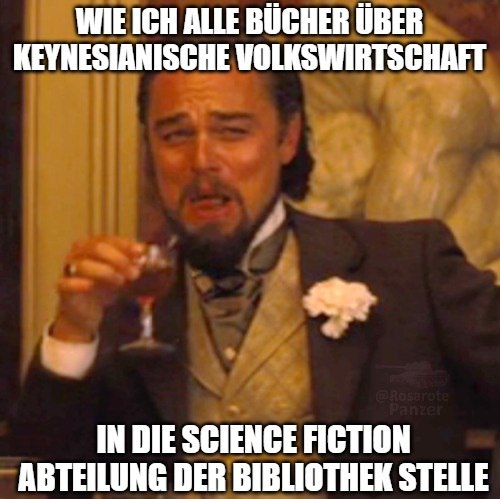 WIE ICH ALLE BÜCHER ÜBER
KEYNESIANISCHE VOLKSWIRTSCHAFT
@Rosarote
Panzer
IN DIE SCIENCE FICTION
ABTEILUNG DER BIBLIOTHEK STELLE